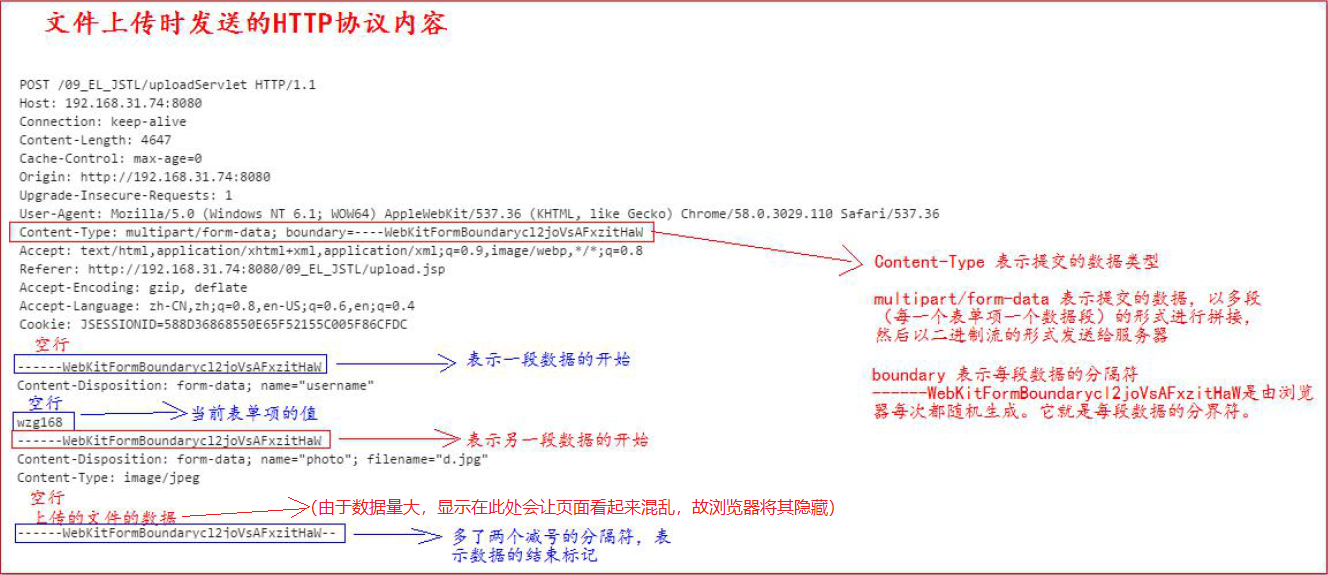 文件上传时发送的HTTP协议内容
POST /09_EL_JSTL/uploadServlet HTTP/1.1
Host: 192.168.31.74:8080
Connection: keep-alive
Content-Length: 4647
Cache-Control: max-age=0
Origin: http://192.168.31.74:8080
Upgrade-Insecure-Requests: 1
User-Agent: Mozilla/5.0 (Windows NT 6.1; WOW64) AppleWebKit/537.36 (KHTML, like Gecko) Chrome/58.0.3029.110 Safari/537.36
Content-Type: multipart/form-data; boundary=----WebKitFormBoundarycl2joVsAFxzitHaW
Accept: text/html,application/xhtml+xml,application/xml;q=0.9,image/webp,*/*;q=0.8
Referer: http://192.168.31.74:8080/09_EL_JSTL/upload.jsp
Accept-Encoding: gzip, deflate
Accept-Language: zh-CN,zh;q=0.8,en-US;q=0.6,en;q=0.4
Cookie: JSESSIONID=588D36868550E65F52155C005F86CFDC
空行
------WebKitFormBoundarycl2joVsAFxzitHaW
表示一段数据的开始
Content-Disposition: form-data; name="username"
空行
wzg168
当前表单项的值
------WebKitFormBoundarycl2joVsAFxzitHaW
表示另一段数据的开始
Content-Disposition: form-data; name="photo"; filename="d.jpg"
Content-Type: image/jpeg
空行
上传的文件的数据
(由于数据量大，显示在此处会让页面看起来混乱，故浏览器将其隐藏)
------WebKitFormBoundarycl2joVsAFxzitHaW--
多了两个减号的分隔符，表
示数据的结束标记
Content-Type 表示提交的数据类型
multipart/form-data 表示提交的数据，以多段
（每一个表单项一个数据段）的形式进行拼接，
然后以二进制流的形式发送给服务器
boundary 表示每段数据的分隔符
------WebKitFormBoundarycl2joVsAFxzitHaW是由浏览
器每次都随机生成。它就是每段数据的分界符。